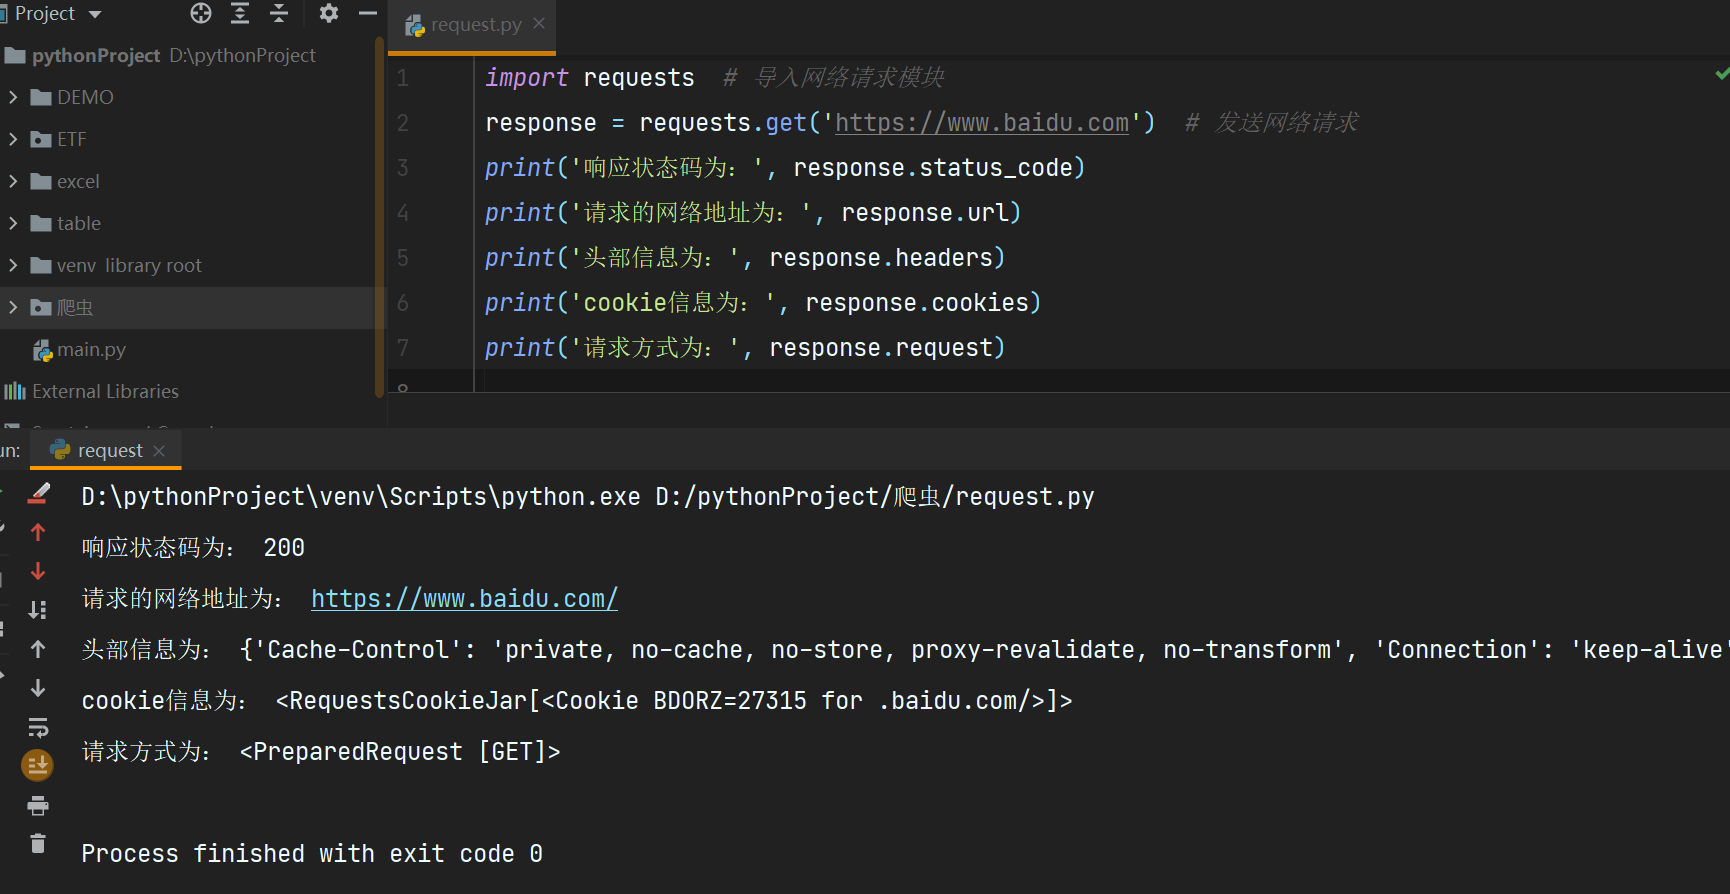 Project
request.py
pythonProject D:\pythonProject
DEMO
ETF
excel
table
venv library root
爬虫
main.py
External Libraries
1 import requests # 导入网络请求模块
2 response = requests.get('https://www.baidu.com') # 发送网络请求
3 print('响应状态码为：', response.status_code)
4 print('请求的网络地址为：', response.url)
5 print('头部信息为：', response.headers)
6 print('cookie信息为：', response.cookies)
7 print('请求方式为：', response.request)
8
un:
request
D:\pythonProject\venv\Scripts\python.exe D:/pythonProject/爬虫/request.py
响应状态码为： 200
请求的网络地址为： https://www.baidu.com/
头部信息为： {'Cache-Control': 'private, no-cache, no-store, proxy-revalidate, no-transform', 'Connection': 'keep-alive'
cookie信息为： <RequestsCookieJar[<Cookie BDORZ=27315 for .baidu.com/>]>
请求方式为： <PreparedRequest [GET]>
Process finished with exit code 0